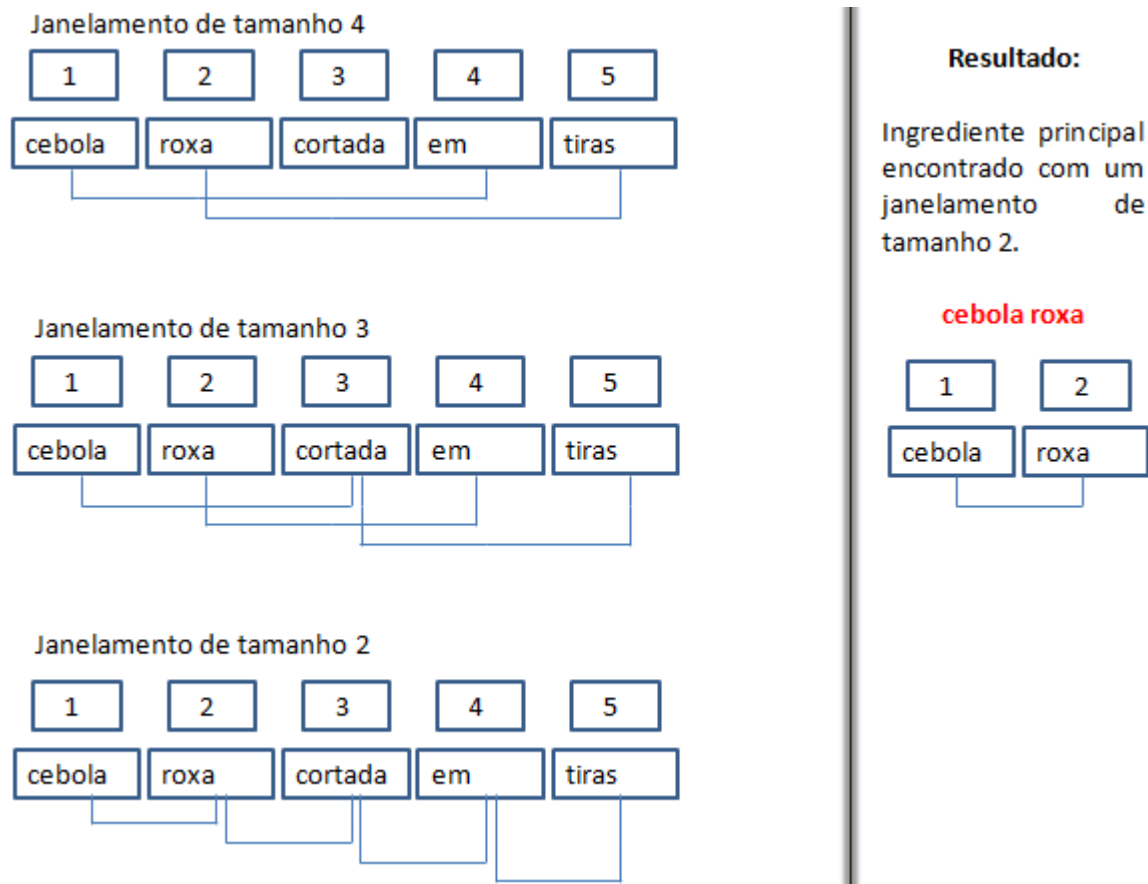 Janelamento de tamanho 4
1 2 3 4 5
cebola roxa cortada em tiras
Janelamento de tamanho 3
1 2 3 4 5
cebola roxa cortada em tiras
Janelamento de tamanho 2
1 2 3 4 5
cebola roxa cortada em tiras
Resultado:
Ingrediente principal
encontrado com um
janelamento de
tamanho 2.
cebola roxa
1 2
cebola roxa